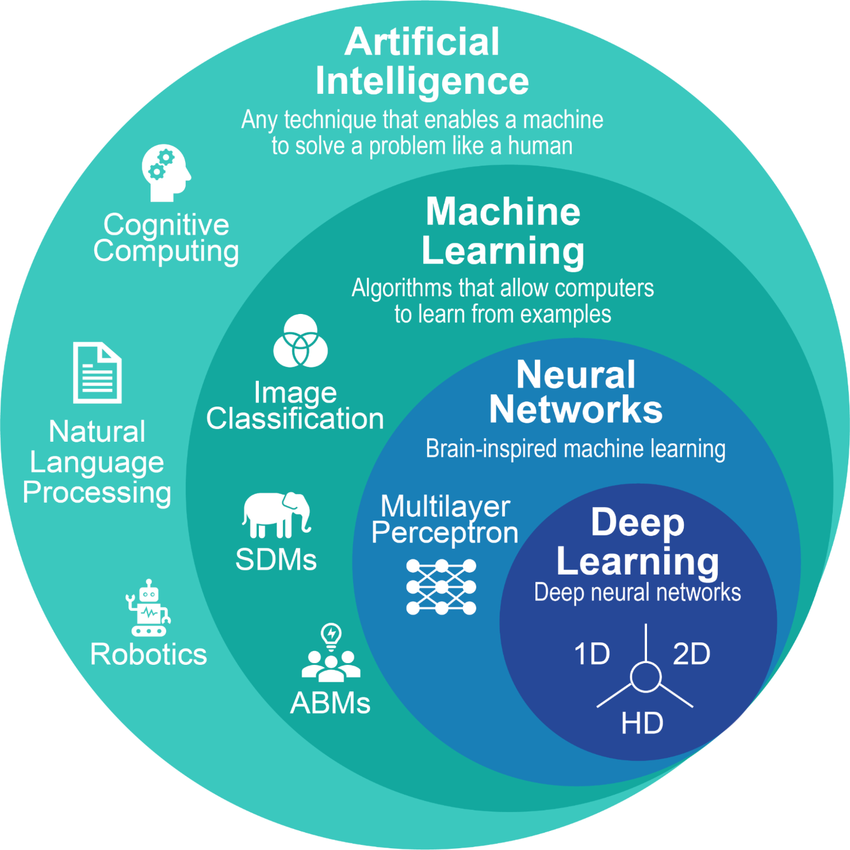 Artificial
Intelligence
Any technique that enables a machine
to solve a problem like a human
Cognitive
Computing
Natural
Language
Processing
Robotics
Machine
Learning
Algorithms that allow computers
to learn from examples
Image
Classification
SDMs
ABMs
Neural
Networks
Brain-inspired machine learning
Multilayer
Perceptron
Deep
Learning
Deep neural networks
1D
2D
HD